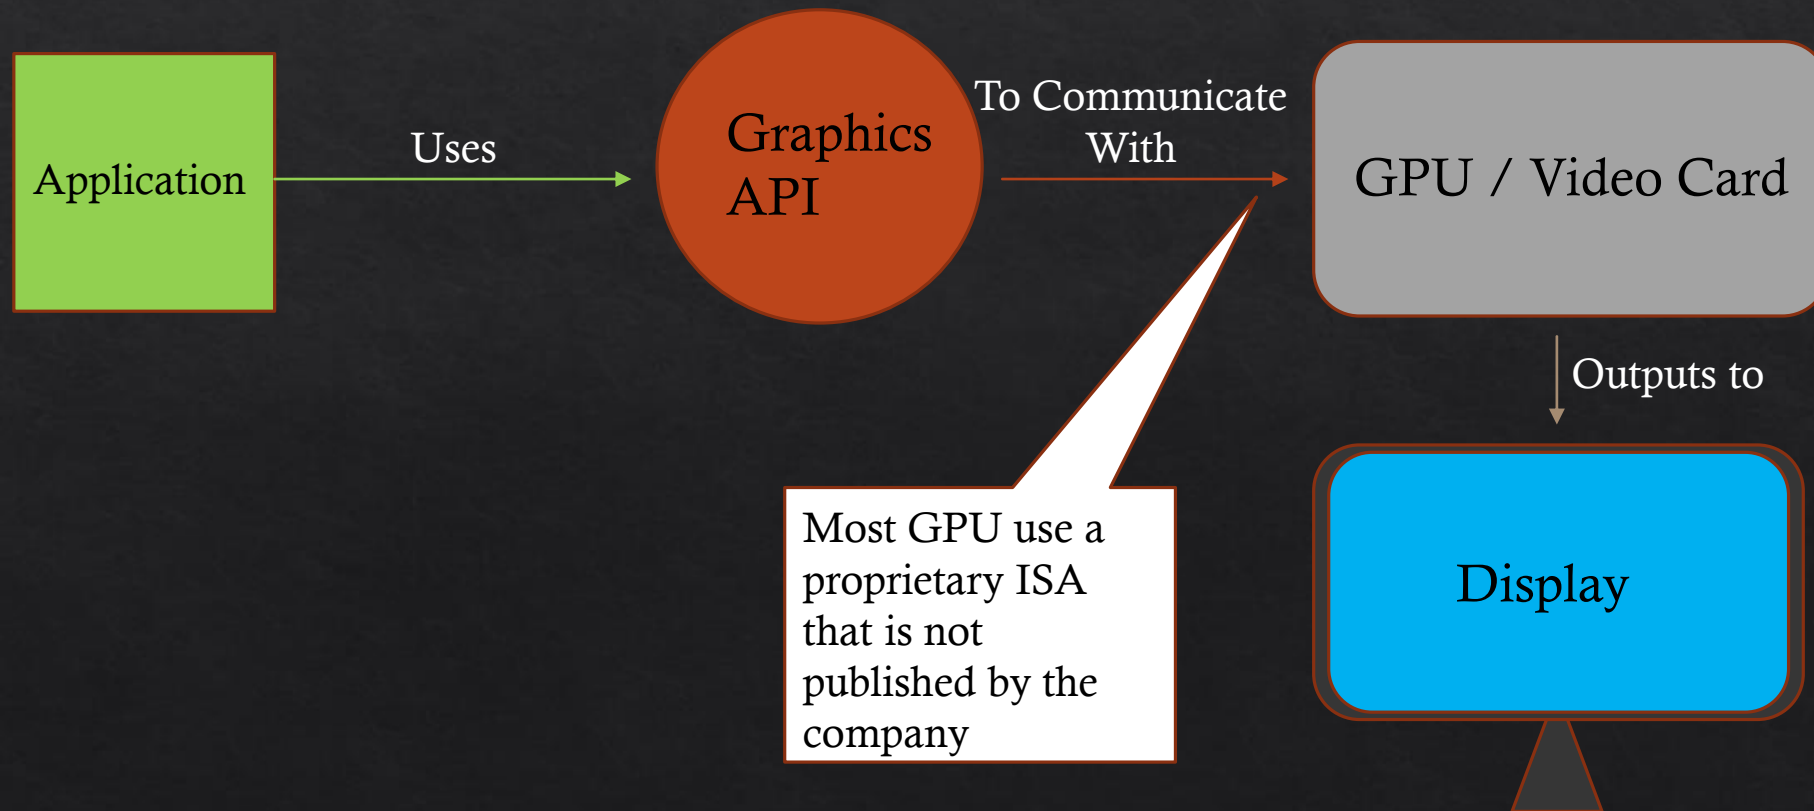 Application
Uses
Graphics
API
To Communicate
With
GPU / Video Card
Outputs to
Display
Most GPU use a
proprietary ISA
that is not
published by the
company